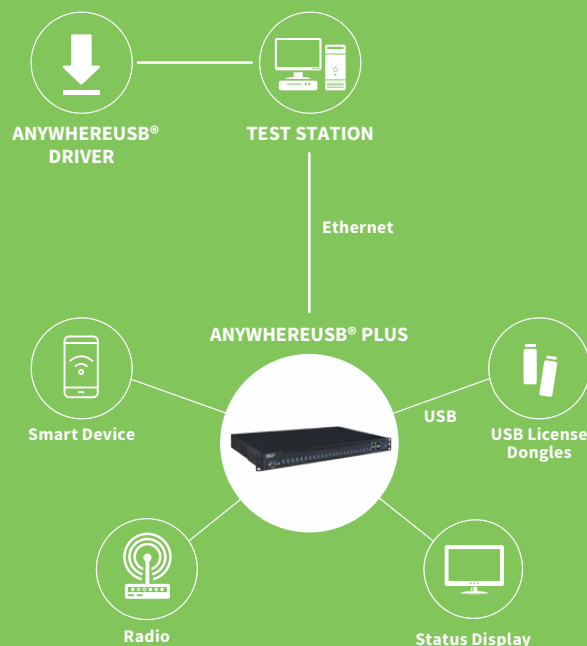 ANYWHEREUSB®
DRIVER
TEST STATION
Ethernet
ANYWHEREUSB® PLUS
Smart Device
USB
USB License
Dongles
Radio
Status Display